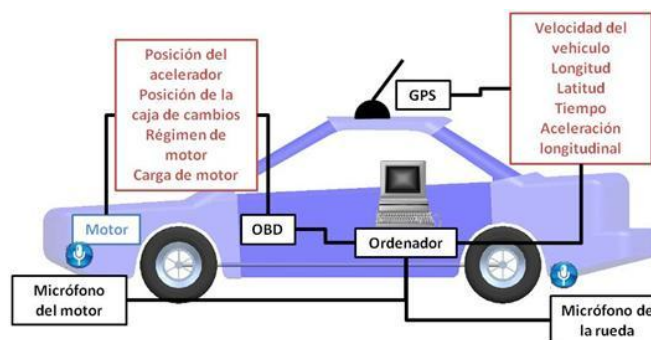 Posición del
acelerador
Posición de la
caja de cambios
Régimen de
motor
Carga de motor
GPS
Velocidad del
vehiculo
Longitud
Latitud
Tiempo
Aceleración
longitudinal
Motor
OBD
Ordenador
Micrófono
del motor
Micrófono de
la rueda